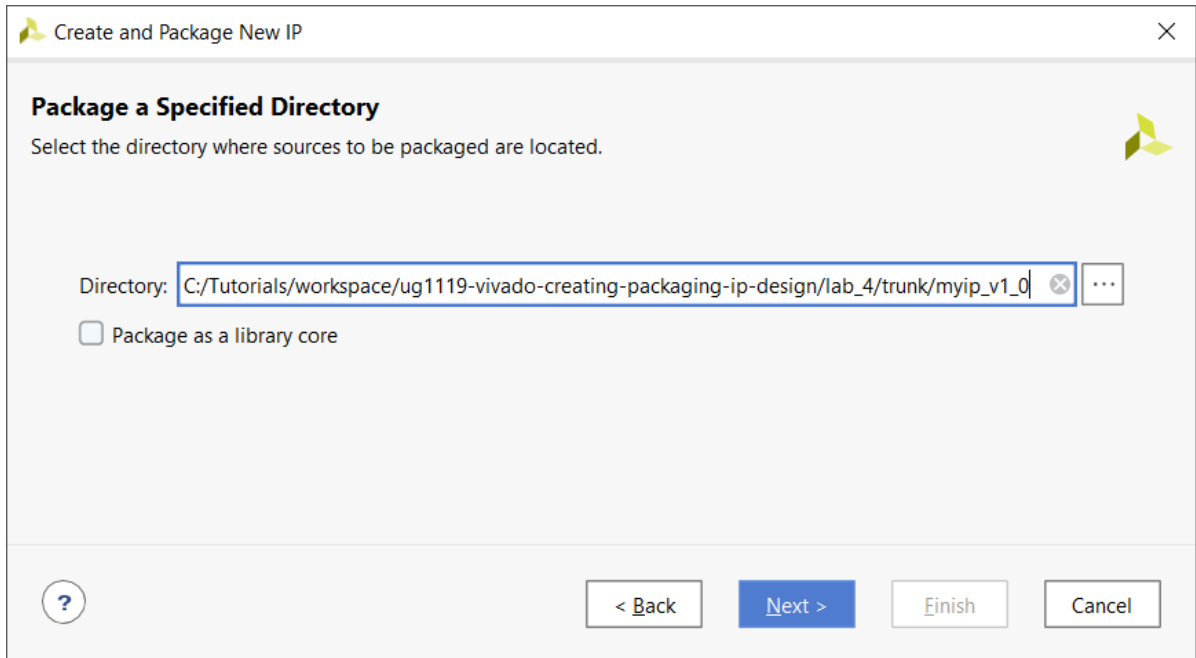 Create and Package New IP
Package a Specified Directory
Select the directory where sources to be packaged are located.
Directory: C:/Tutorials/workspace/ug1119-vivado-creating-packaging-ip-design/lab_4/trunk/myip_v1_0 ...
Package as a library core
? < Back Next > Finish Cancel